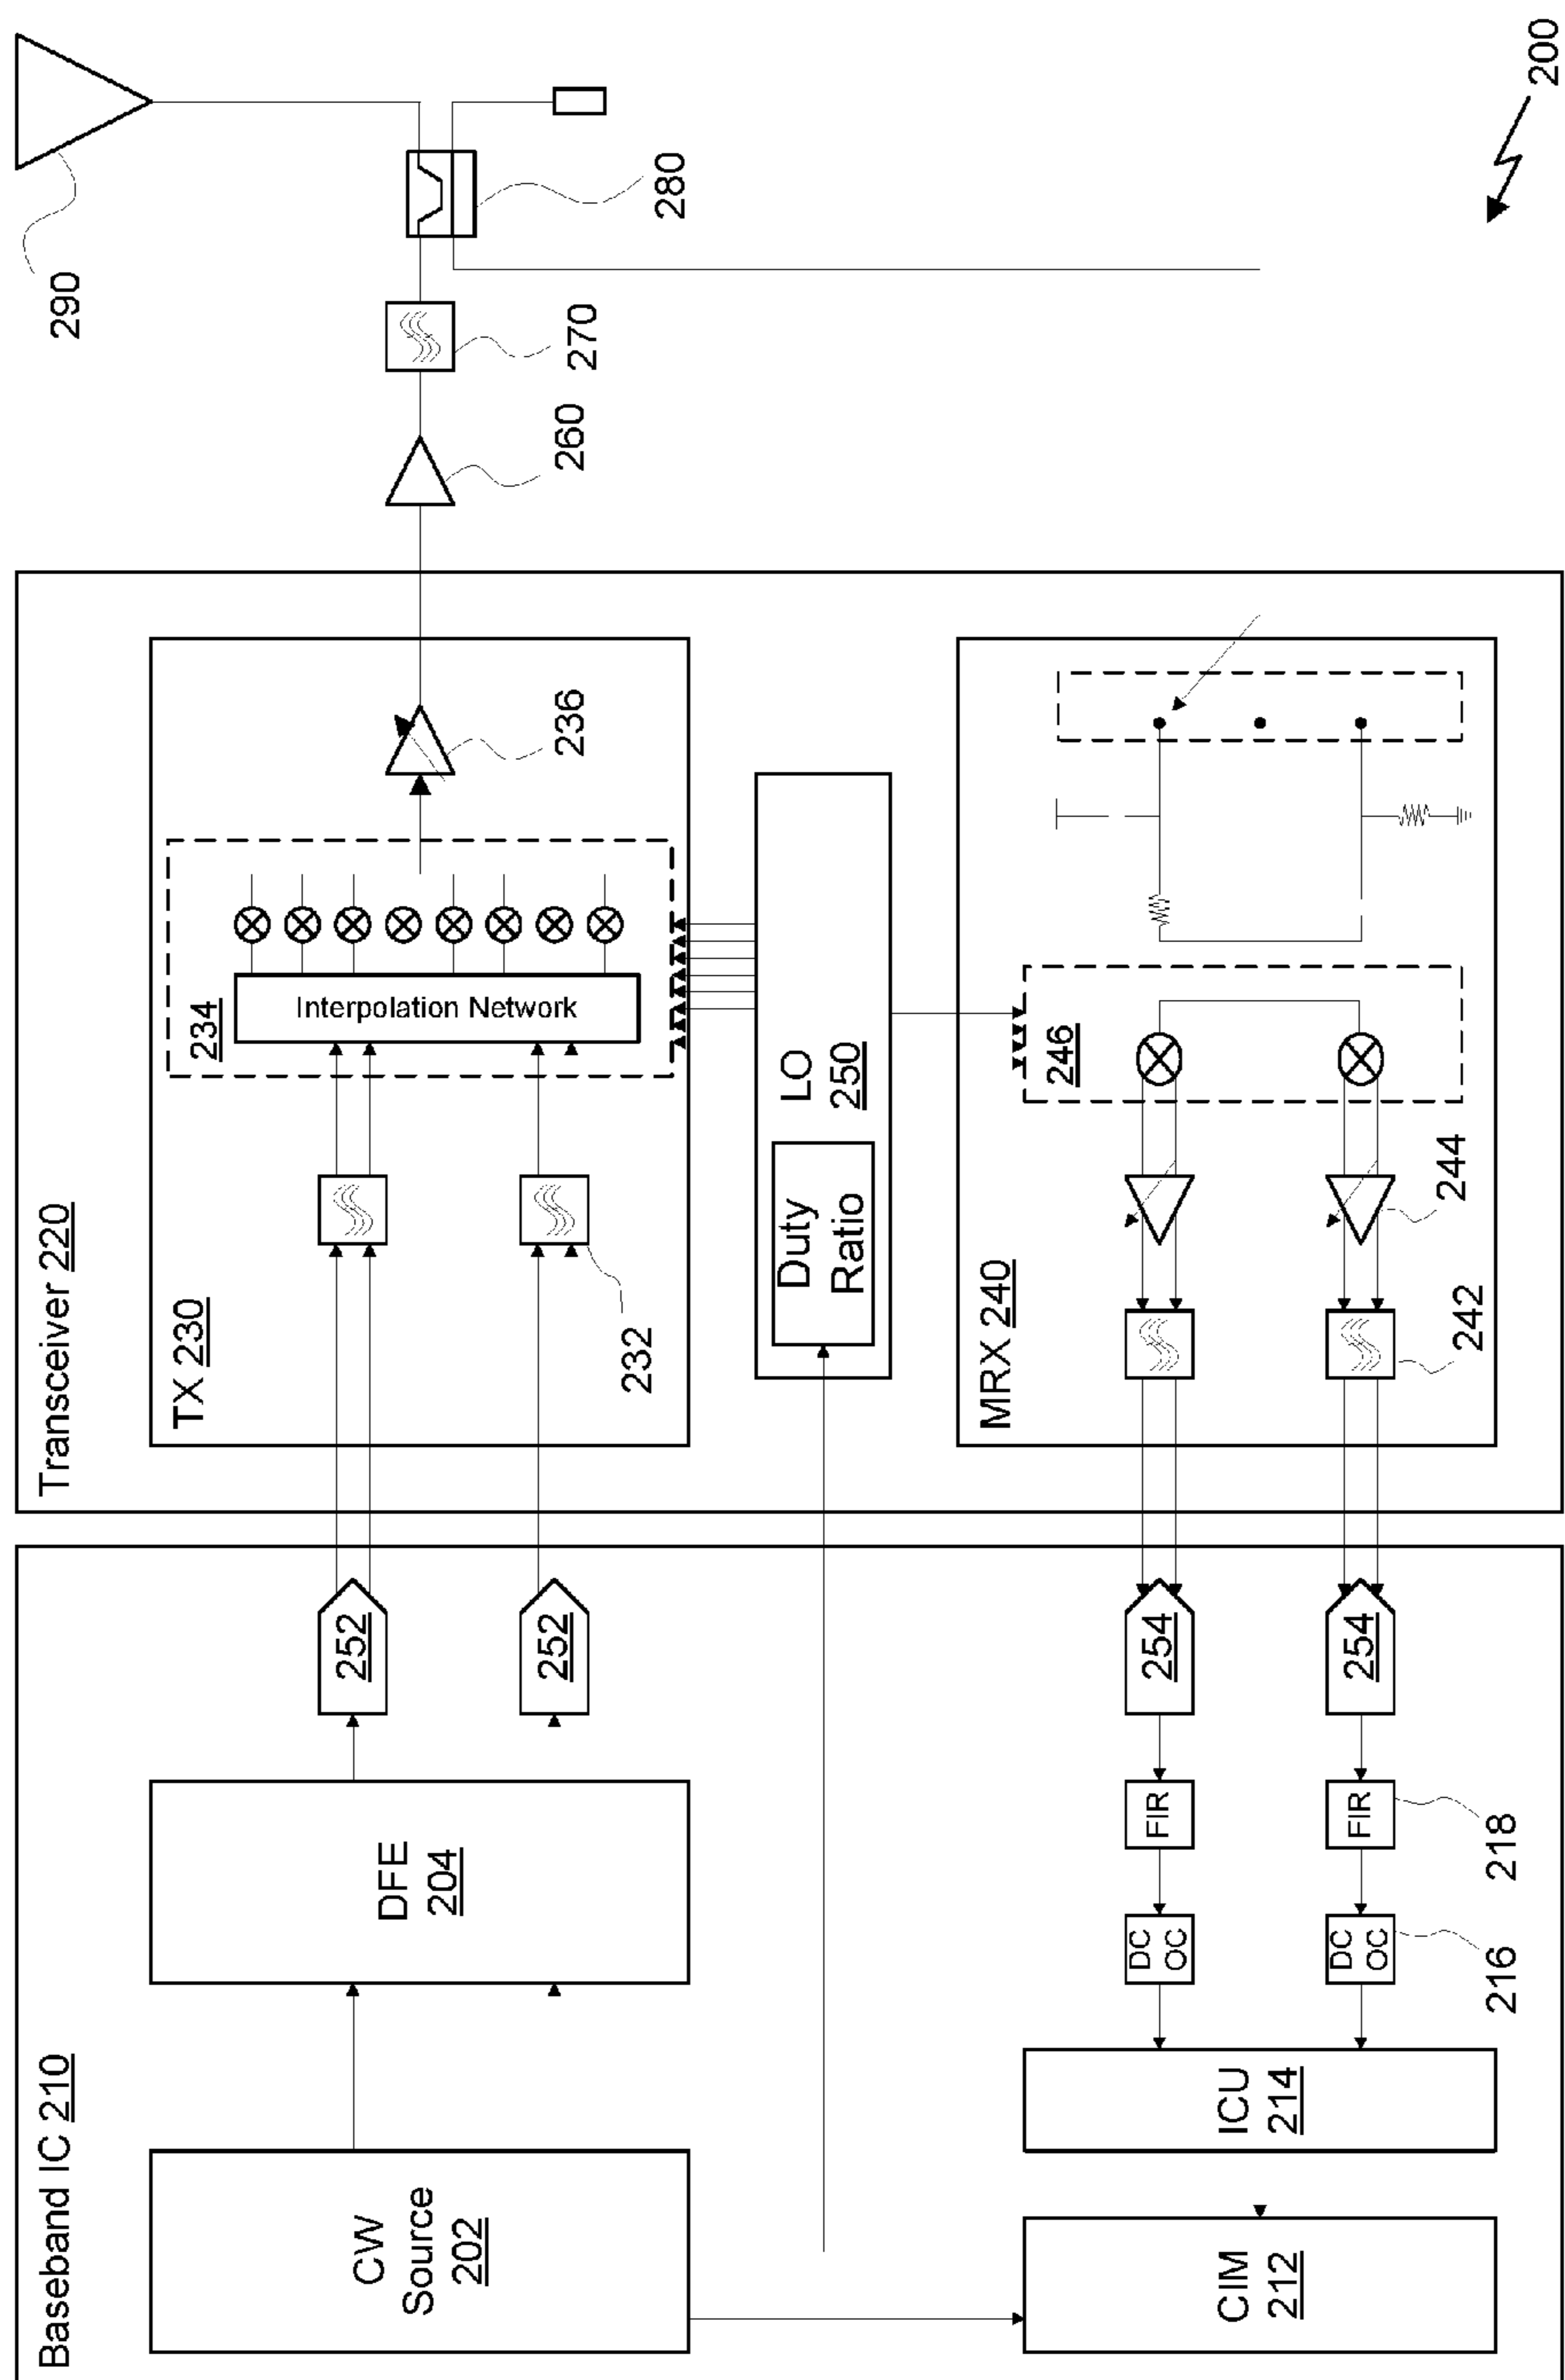 200
290
280
270
260
Transceiver 220
TX 230
232
234
Interpolation Network
236
LO
250
Duty
Ratio
MRX 240
242
244
246
Baseband IC 210
CW
Source
202
DFE
204
252
252
CIM
212
ICU
214
DC
OC
DC
OC
216
FIR
FIR
218
254
254